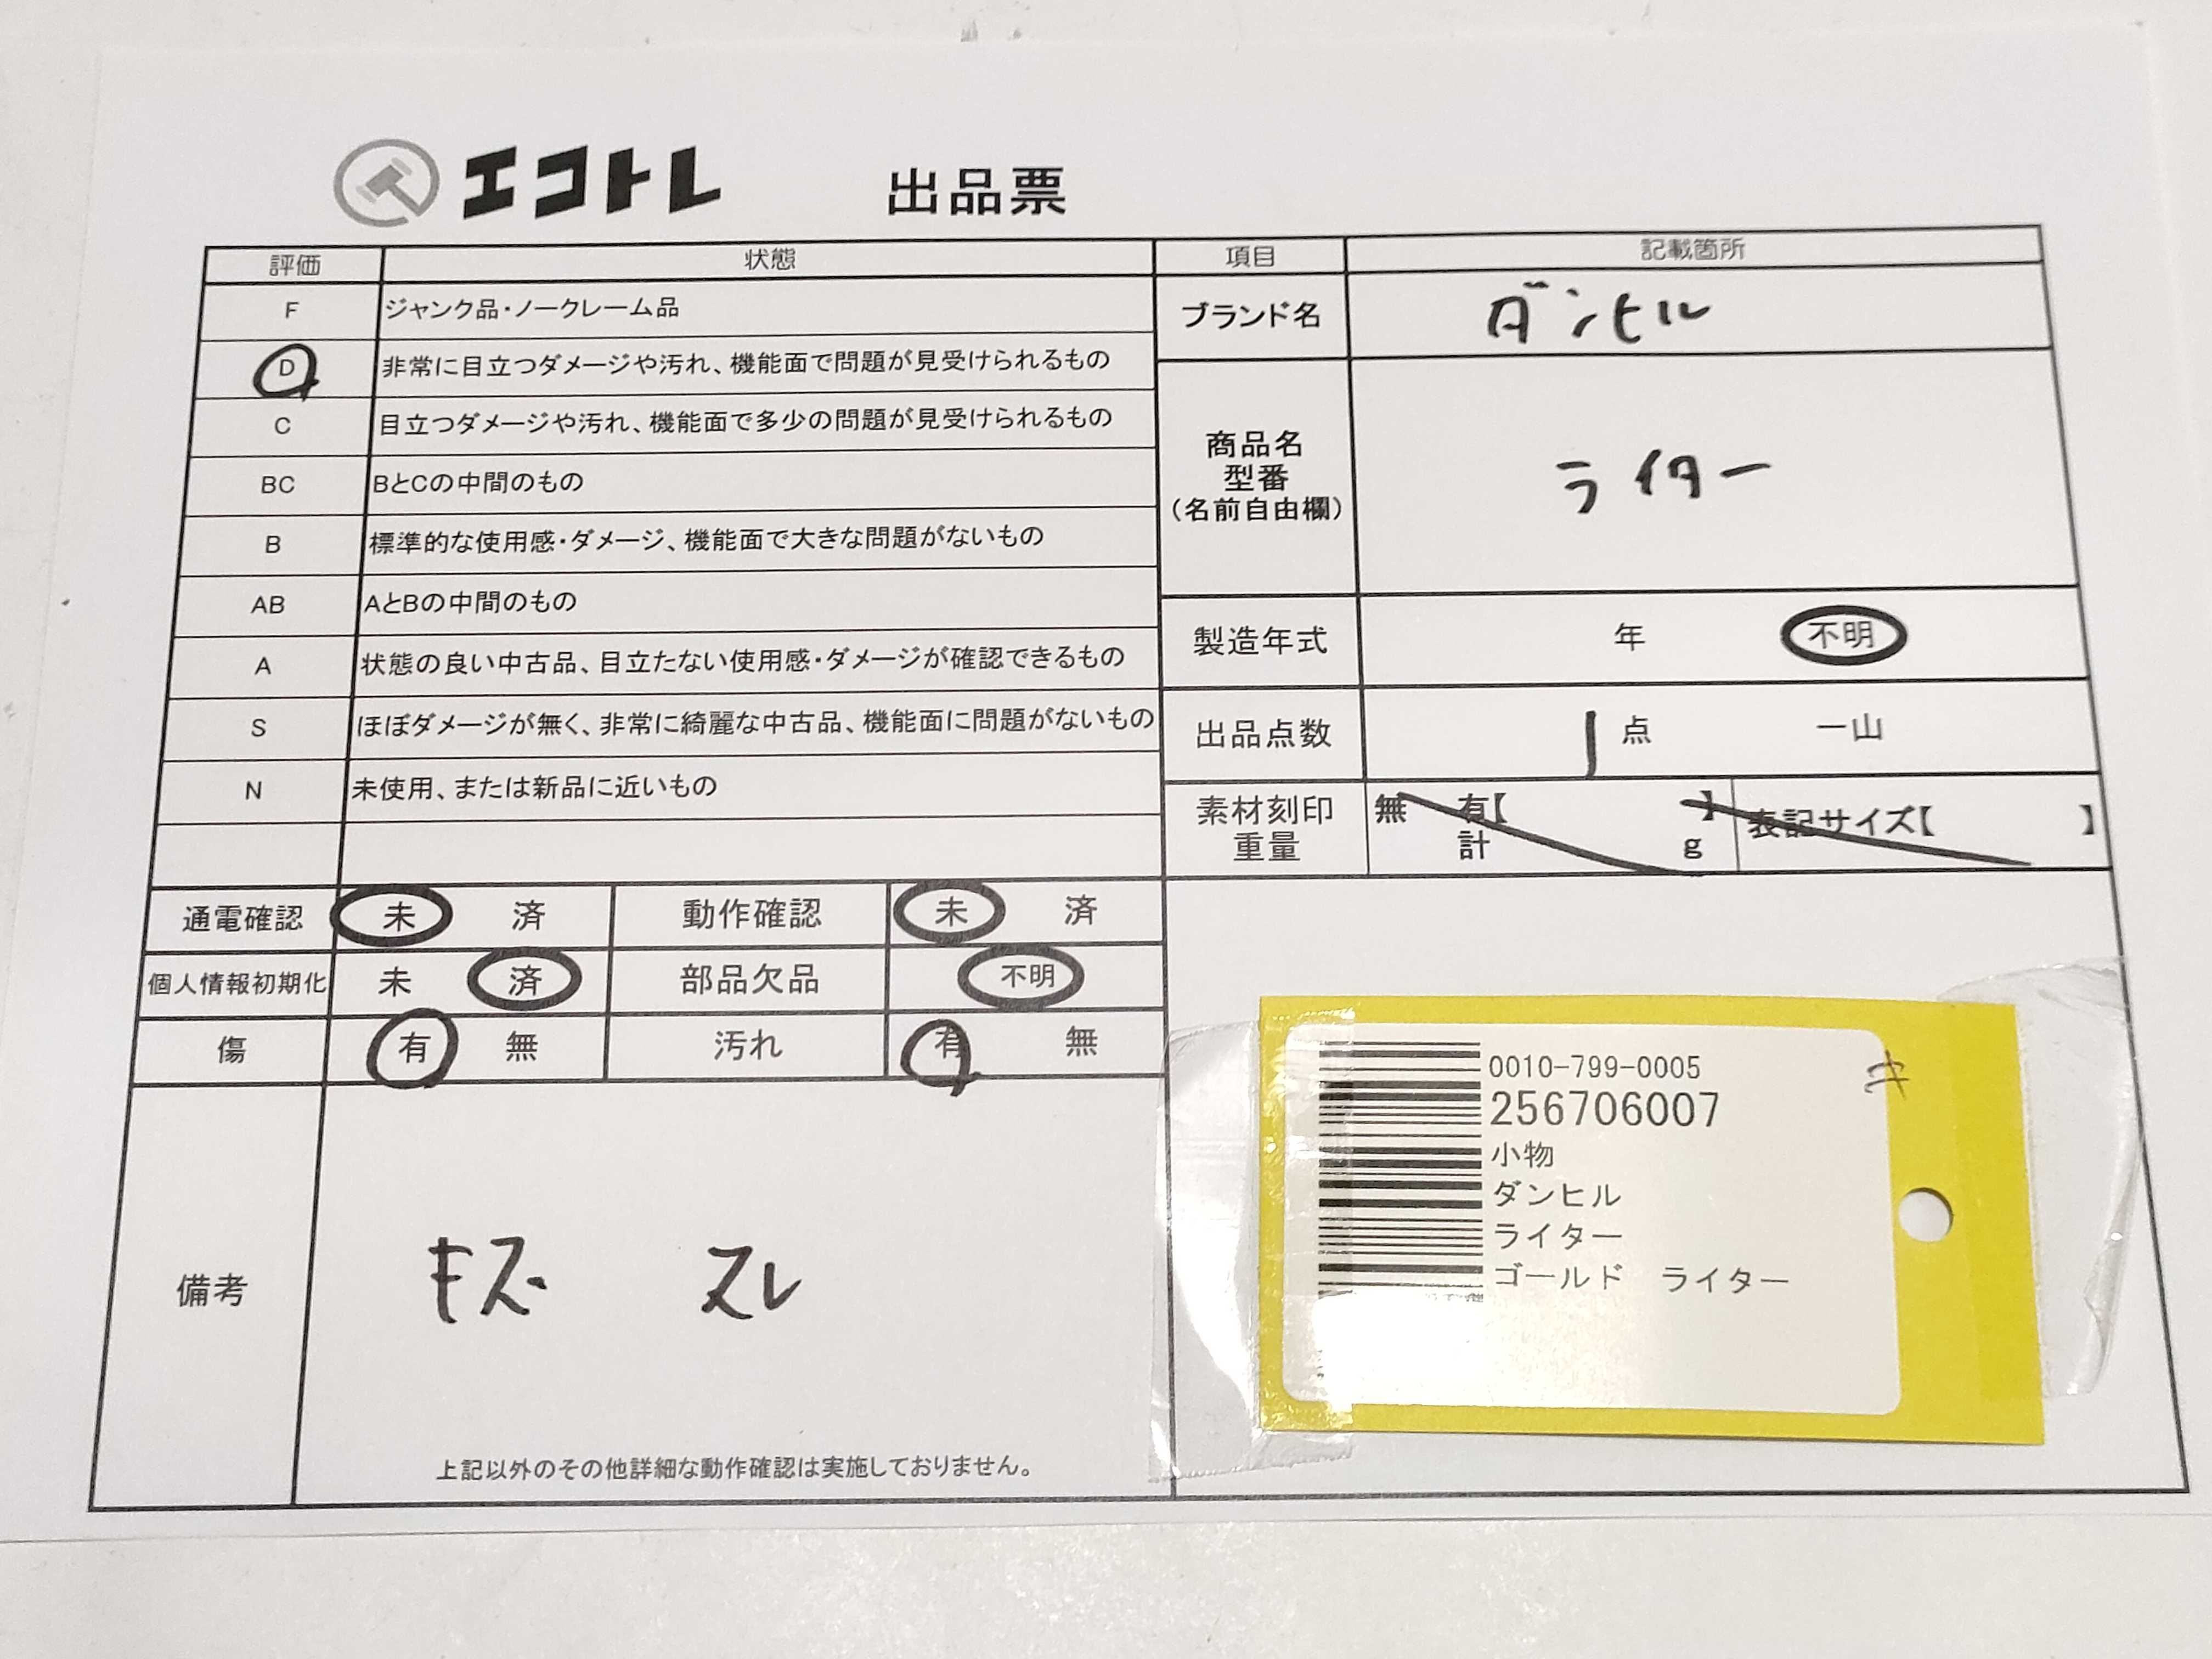 エコトレ 出品票
評価 状態 項目 記載箇所
F ジャンク品・ノークレーム品
ブランド名 ダンヒル
D 非常に目立つダメージや汚れ、機能面で問題が見受けられるもの
C 目立つダメージや汚れ、機能面で多少の問題が見受けられるもの
BC BとCの中間のもの
商品名
型番
(名前自由欄)
ライター
B 標準的な使用感・ダメージ、機能面で大きな問題がないもの
AB AとBの中間のもの
A 状態の良い中古品、目立たない使用感・ダメージが確認できるもの
製造年式 年 不明
S ほぼダメージが無く、非常に綺麗な中古品、機能面に問題がないもの
出品点数 1 点 一山
N 未使用、または新品に近いもの
素材刻印 無 有【 】 表記サイズ【 】
重量 計 g
通電確認 未 済 動作確認 未 済
個人情報初期化 未 済 部品欠品 不明
傷 有 無 汚れ 有 無
備考 キズ スレ
上記以外のその他詳細な動作確認は実施しておりません。
0010-799-0005
256706007
小物
ダンヒル
ライター
ゴールド ライター